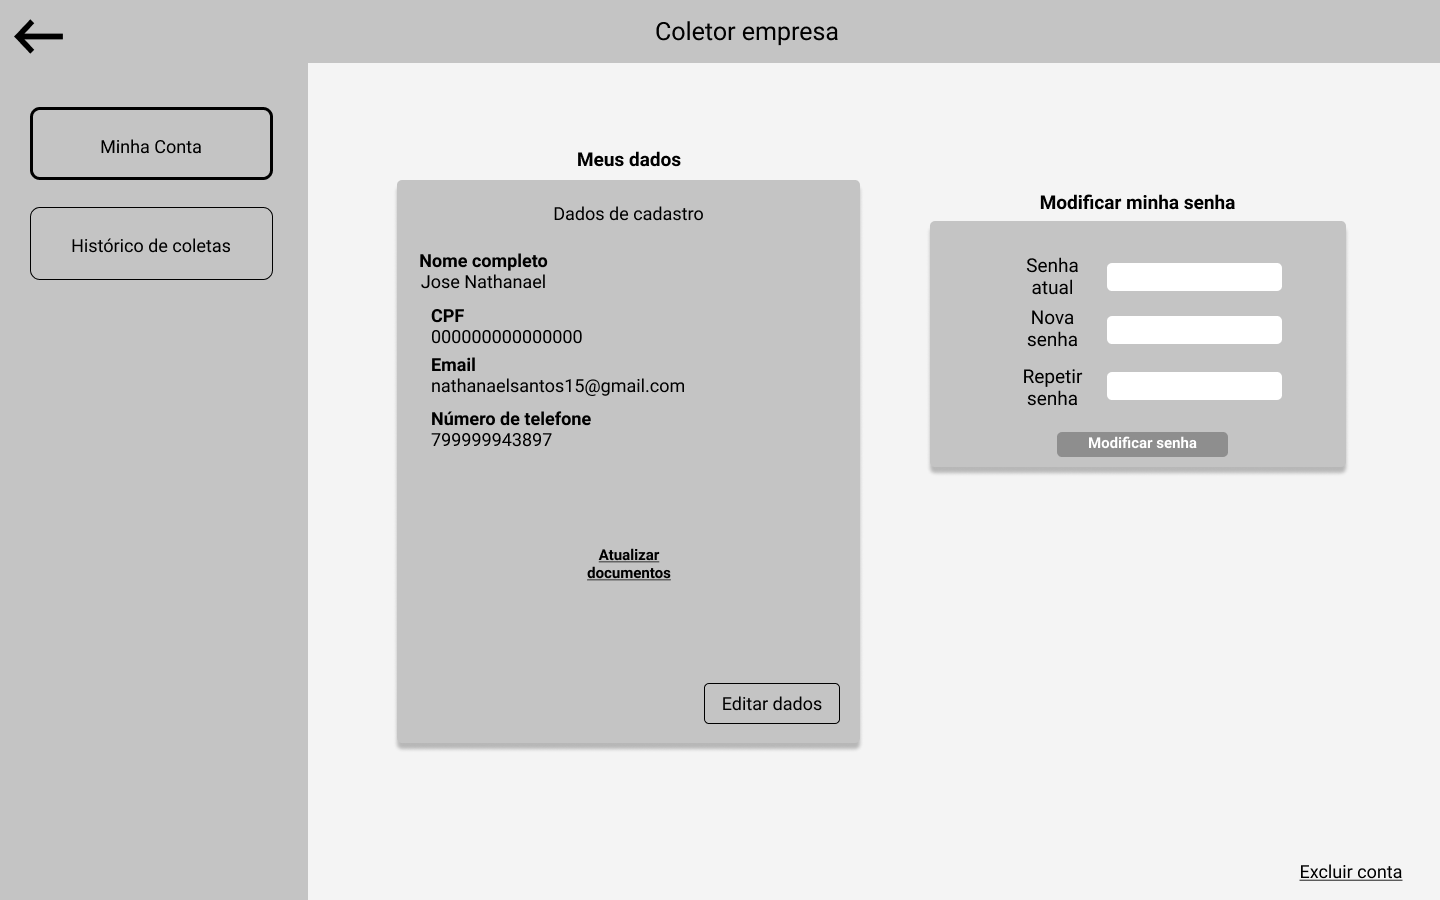 Coletor empresa
Minha Conta
Histórico de coletas
Meus dados
Dados de cadastro
Nome completo
Jose Nathanael
CPF
000000000000000
Email
nathanaelsantos15@gmail.com
Número de telefone
799999943897
Atualizar
documentos
Editar dados
Modificar minha senha
Senha
atual
Nova
senha
Repetir
senha
Modificar senha
Excluir conta